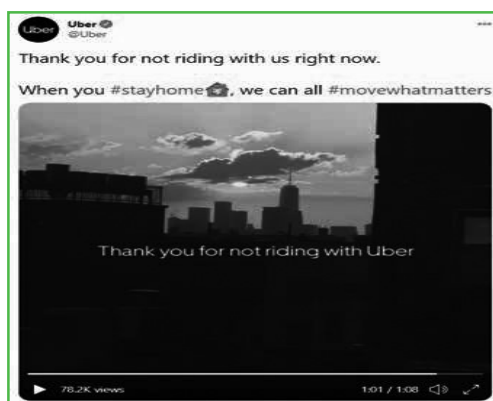 Uber
Uber
@Uber
Thank you for not riding with us right now.
When you #stayhome, we can all #movewhatmatters
Thank you for not riding with Uber
78.2K views
1:01 / 1:08